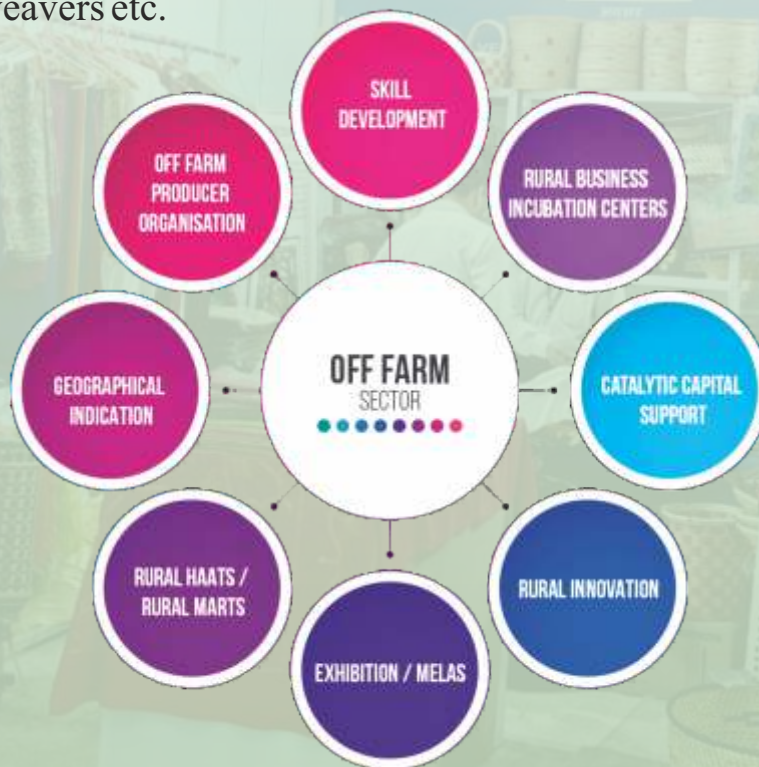 weavers etc.
SKILL
DEVELOPMENT
OFF FARM
PRODUCER
ORGANISATION
RURAL BUSINESS
INCUBATION CENTERS
GEOGRAPHICAL
INDICATION
OFF FARM
SECTOR
CATALYTIC CAPITAL
SUPPORT
RURAL HAATS /
RURAL MARTS
RURAL INNOVATION
EXHIBITION / MELAS